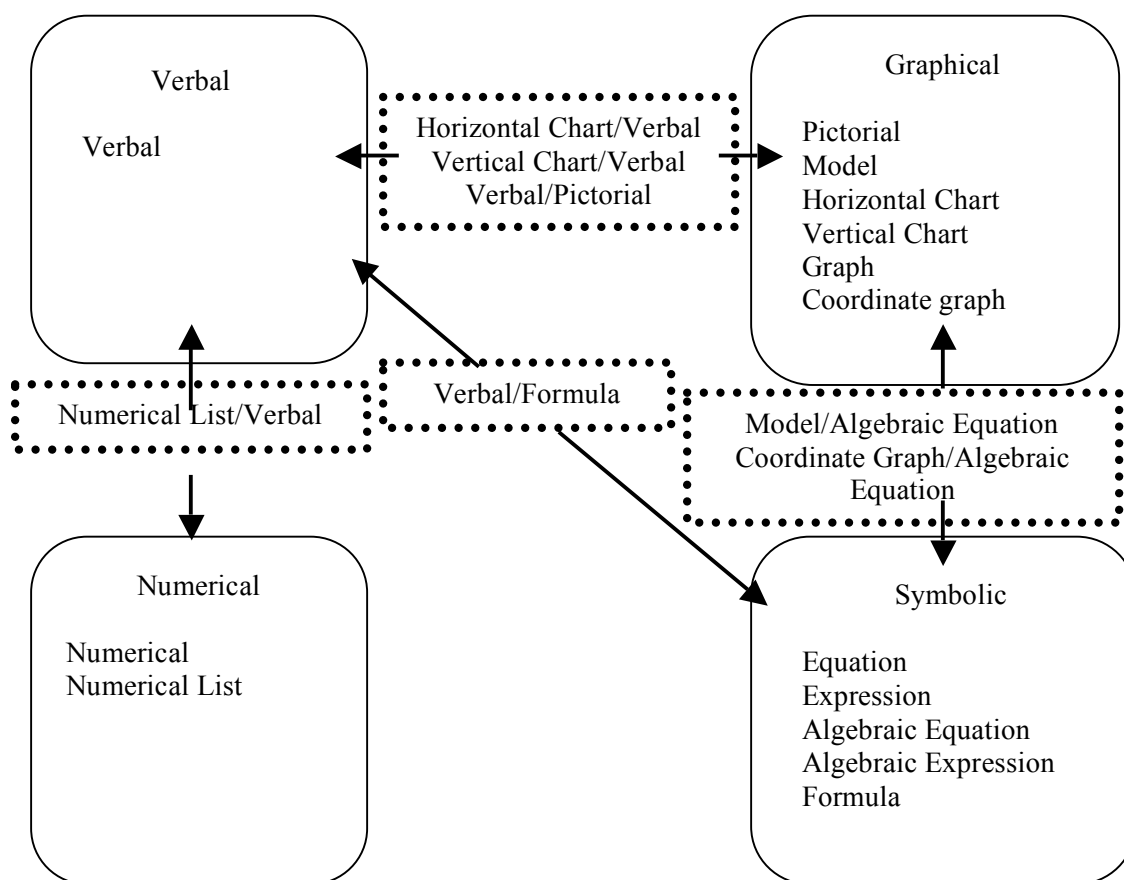 Verbal
Verbal
Horizontal Chart/Verbal
Vertical Chart/Verbal
Verbal/Pictorial
Graphical
Pictorial
Model
Horizontal Chart
Vertical Chart
Graph
Coordinate graph
Numerical List/Verbal
Verbal/Formula
Model/Algebraic Equation
Coordinate Graph/Algebraic
Equation
Numerical
Numerical
Numerical List
Symbolic
Equation
Expression
Algebraic Equation
Algebraic Expression
Formula